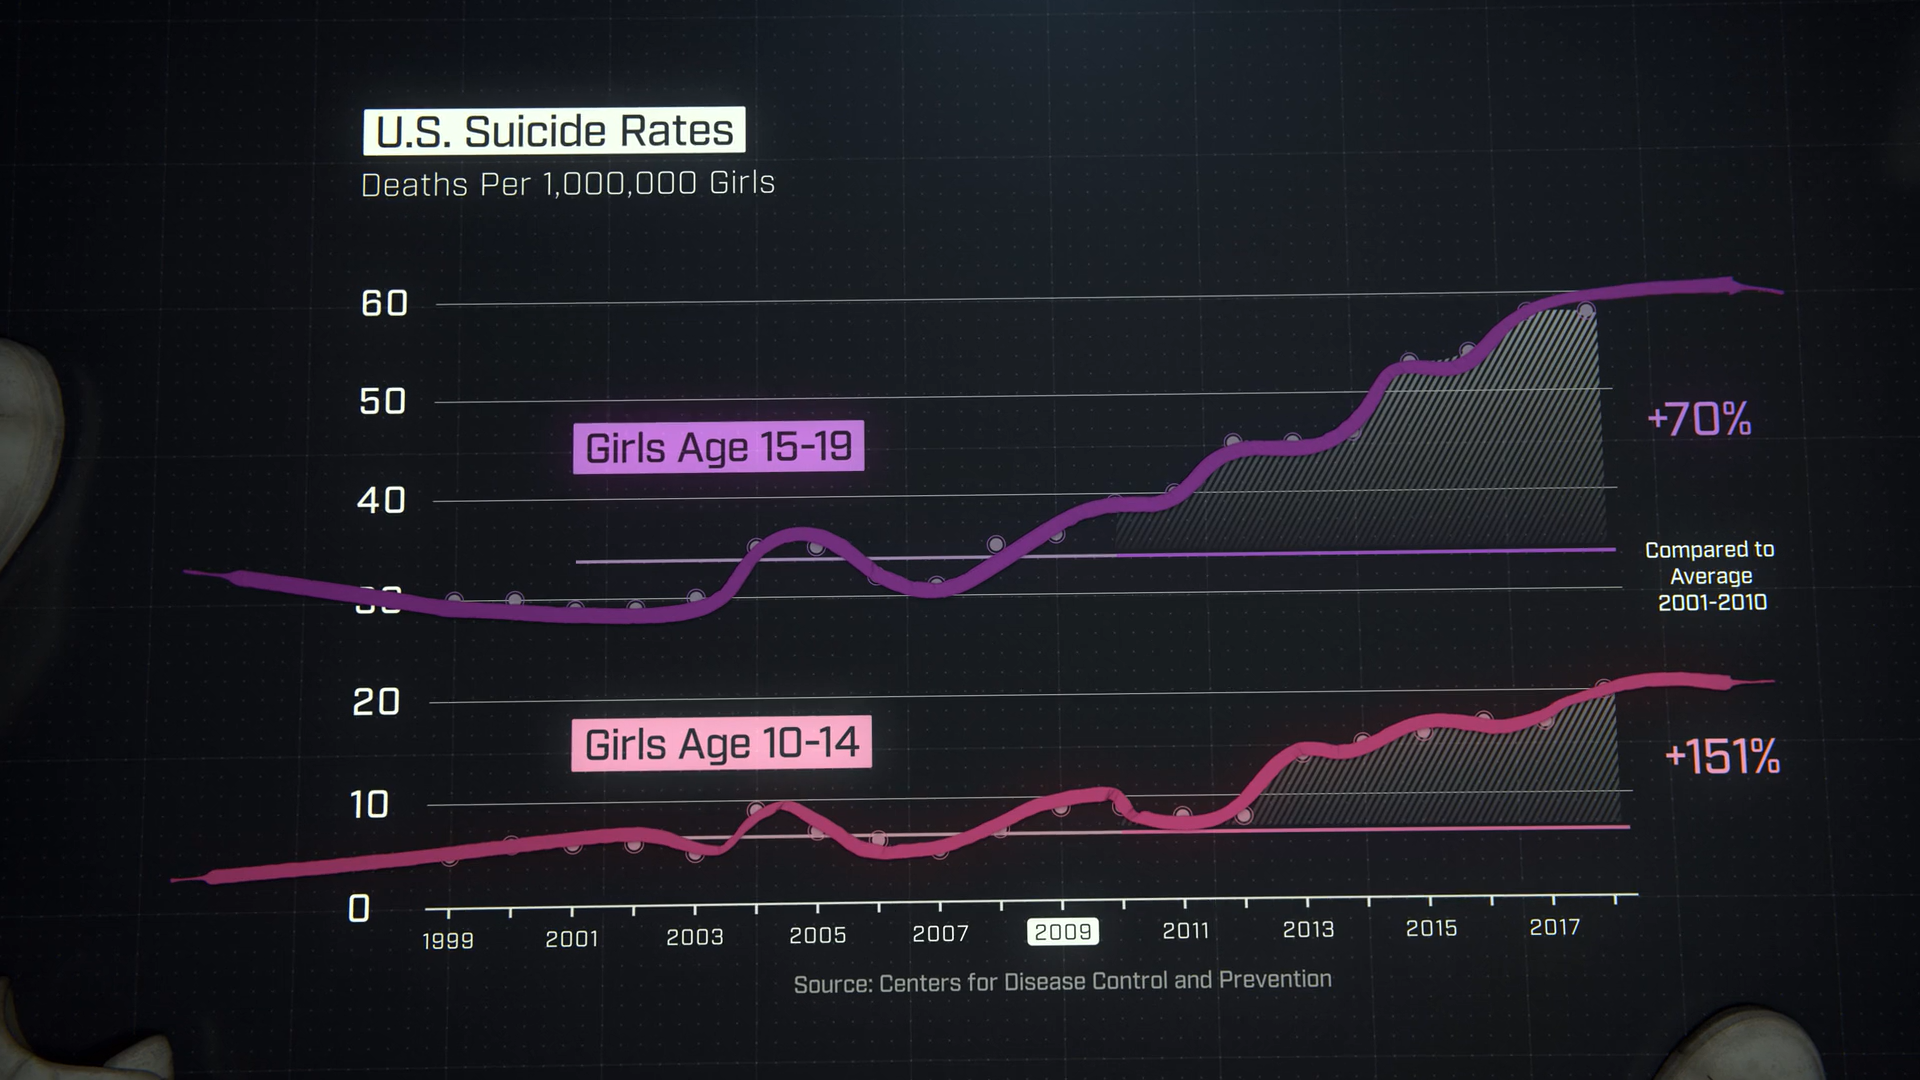 U.S. Suicide Rates
Deaths Per 1,000,000 Girls
60
50
40
30
20
10
0
Girls Age 15-19
+70%
Compared to
Average
2001-2010
Girls Age 10-14
+151%
1999 2001 2003 2005 2007 2009 2011 2013 2015 2017
Source: Centers for Disease Control and Prevention